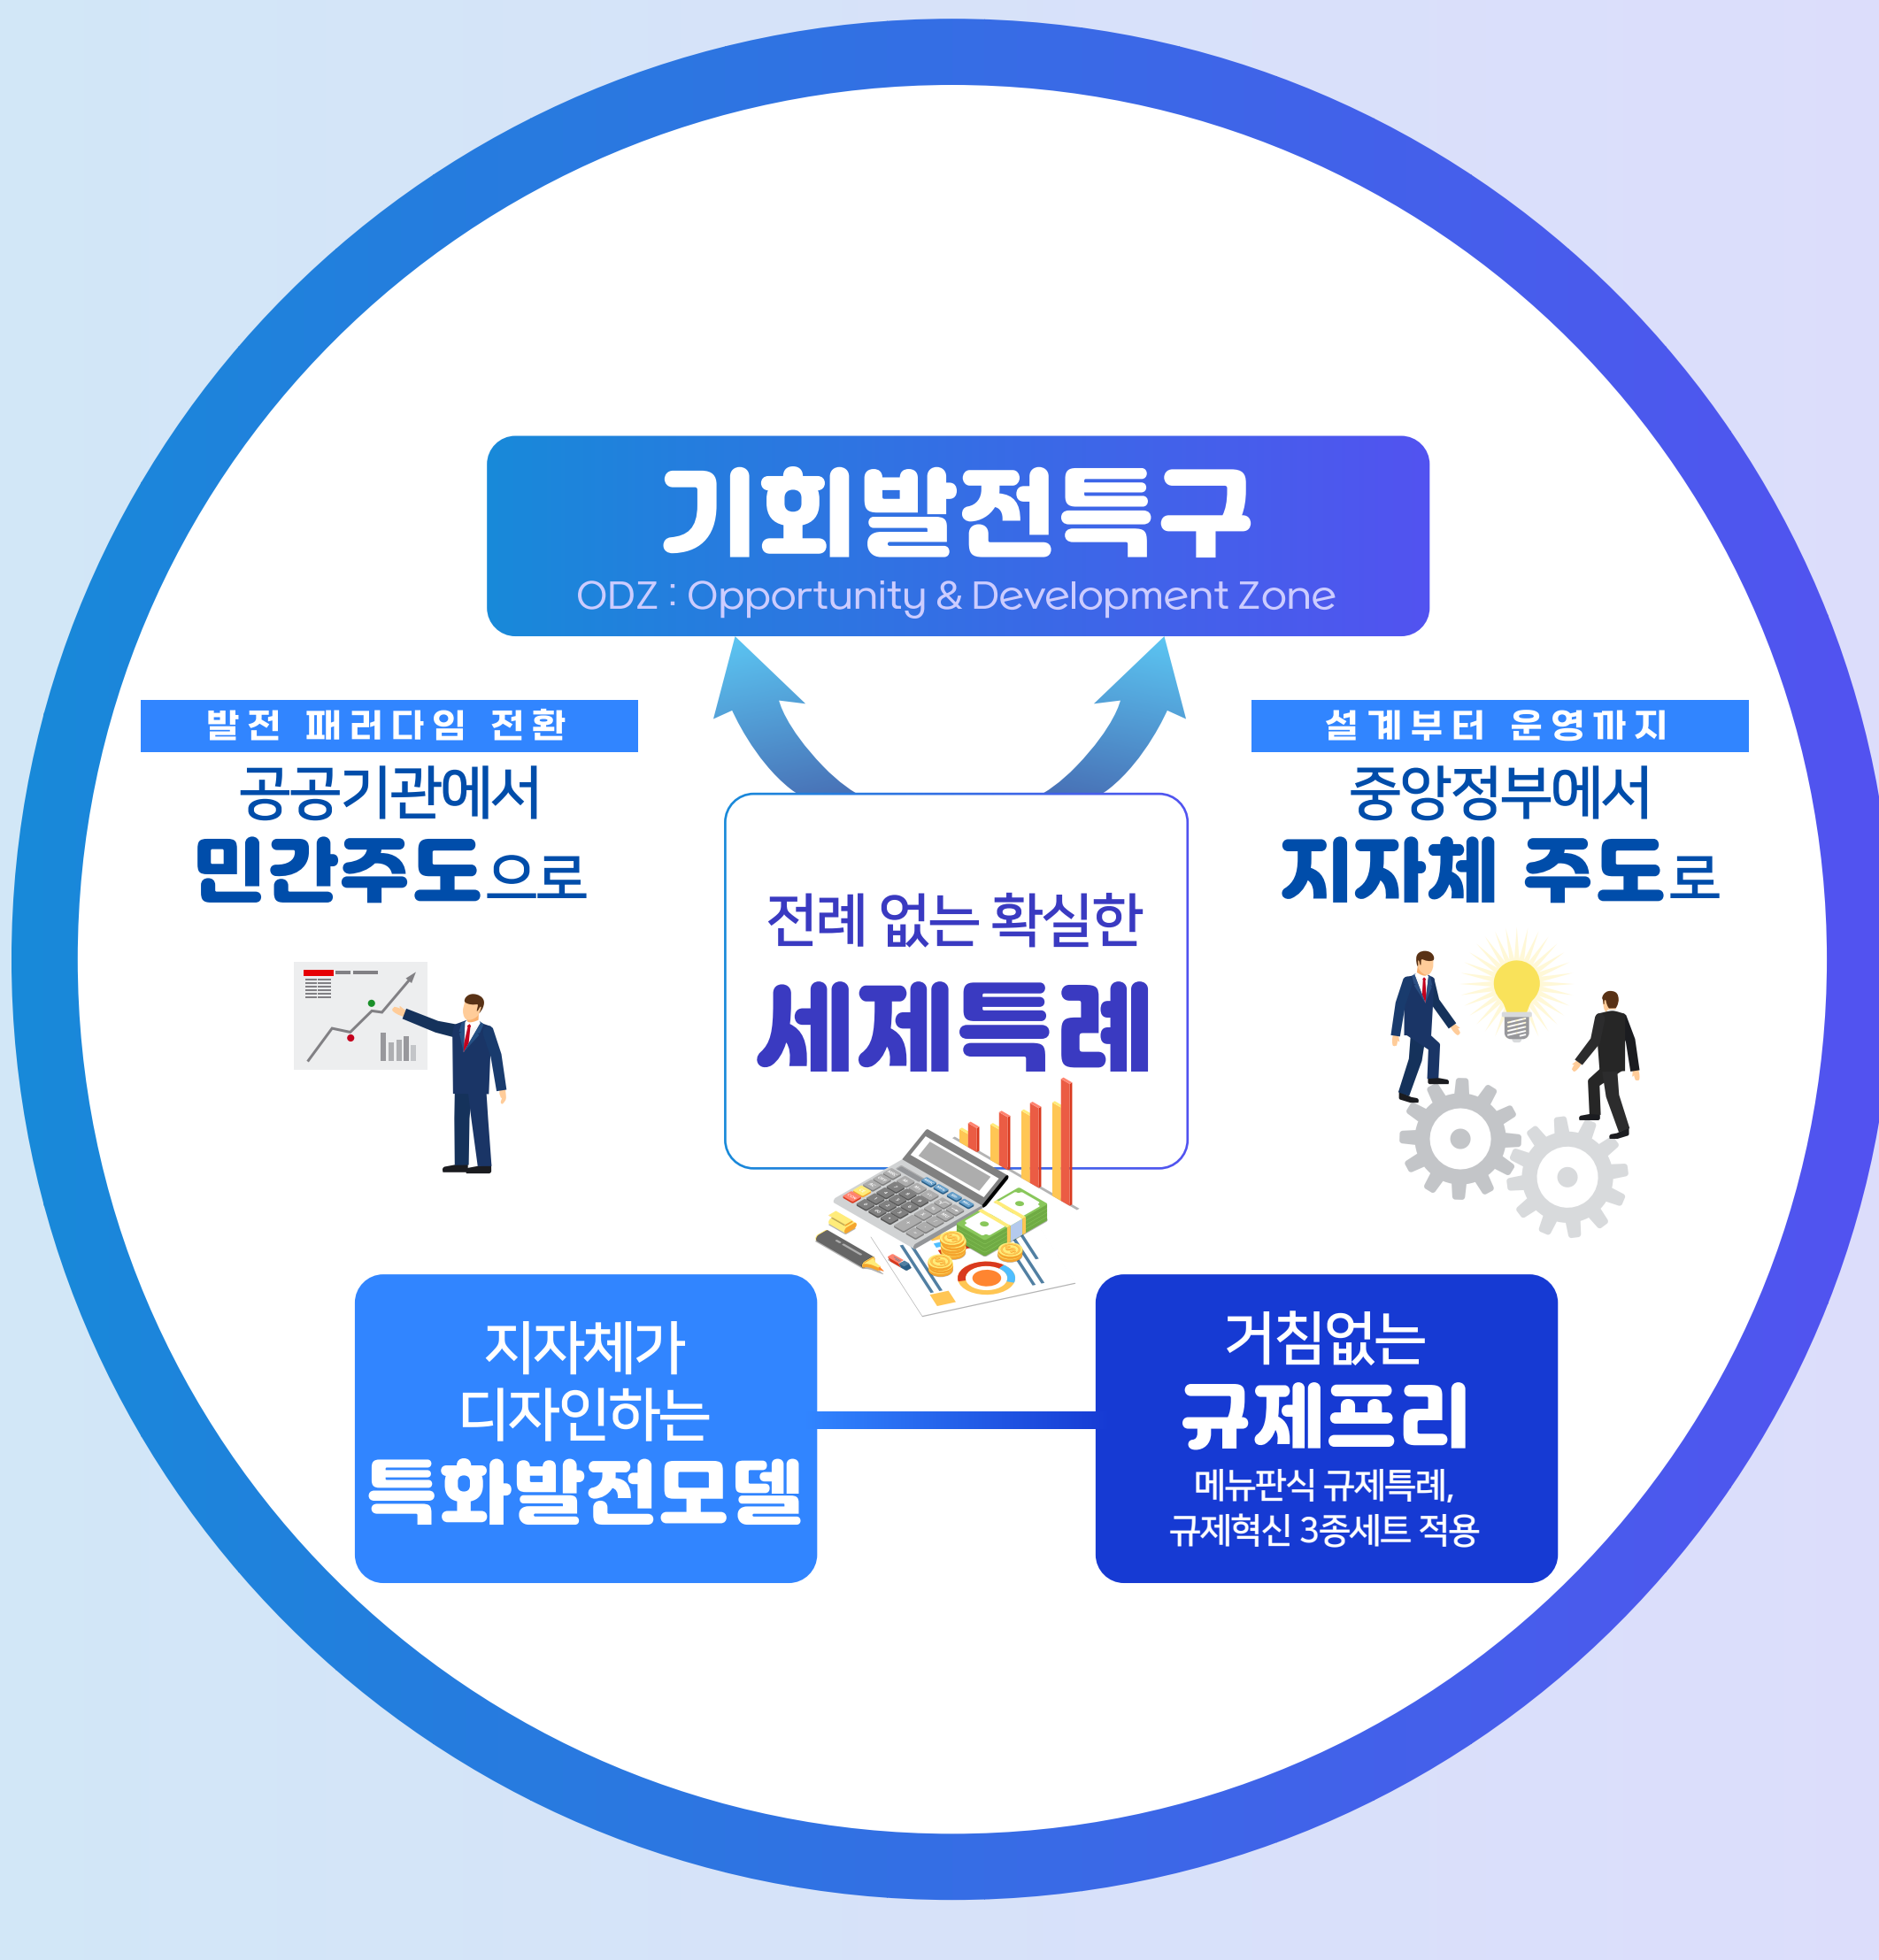 기회발전특구
ODZ : Opportunity & Development Zone
발전 패러다임 전환
공공기관에서
민간주도으로
설계부터 운영까지
중앙정부에서
지자체 주도로
전례 없는 확실한
세제특례
지자체가
디자인하는
특화발전모델
거침없는
규제프리
메뉴판식 규제특례,
규제혁신 3종세트 적용